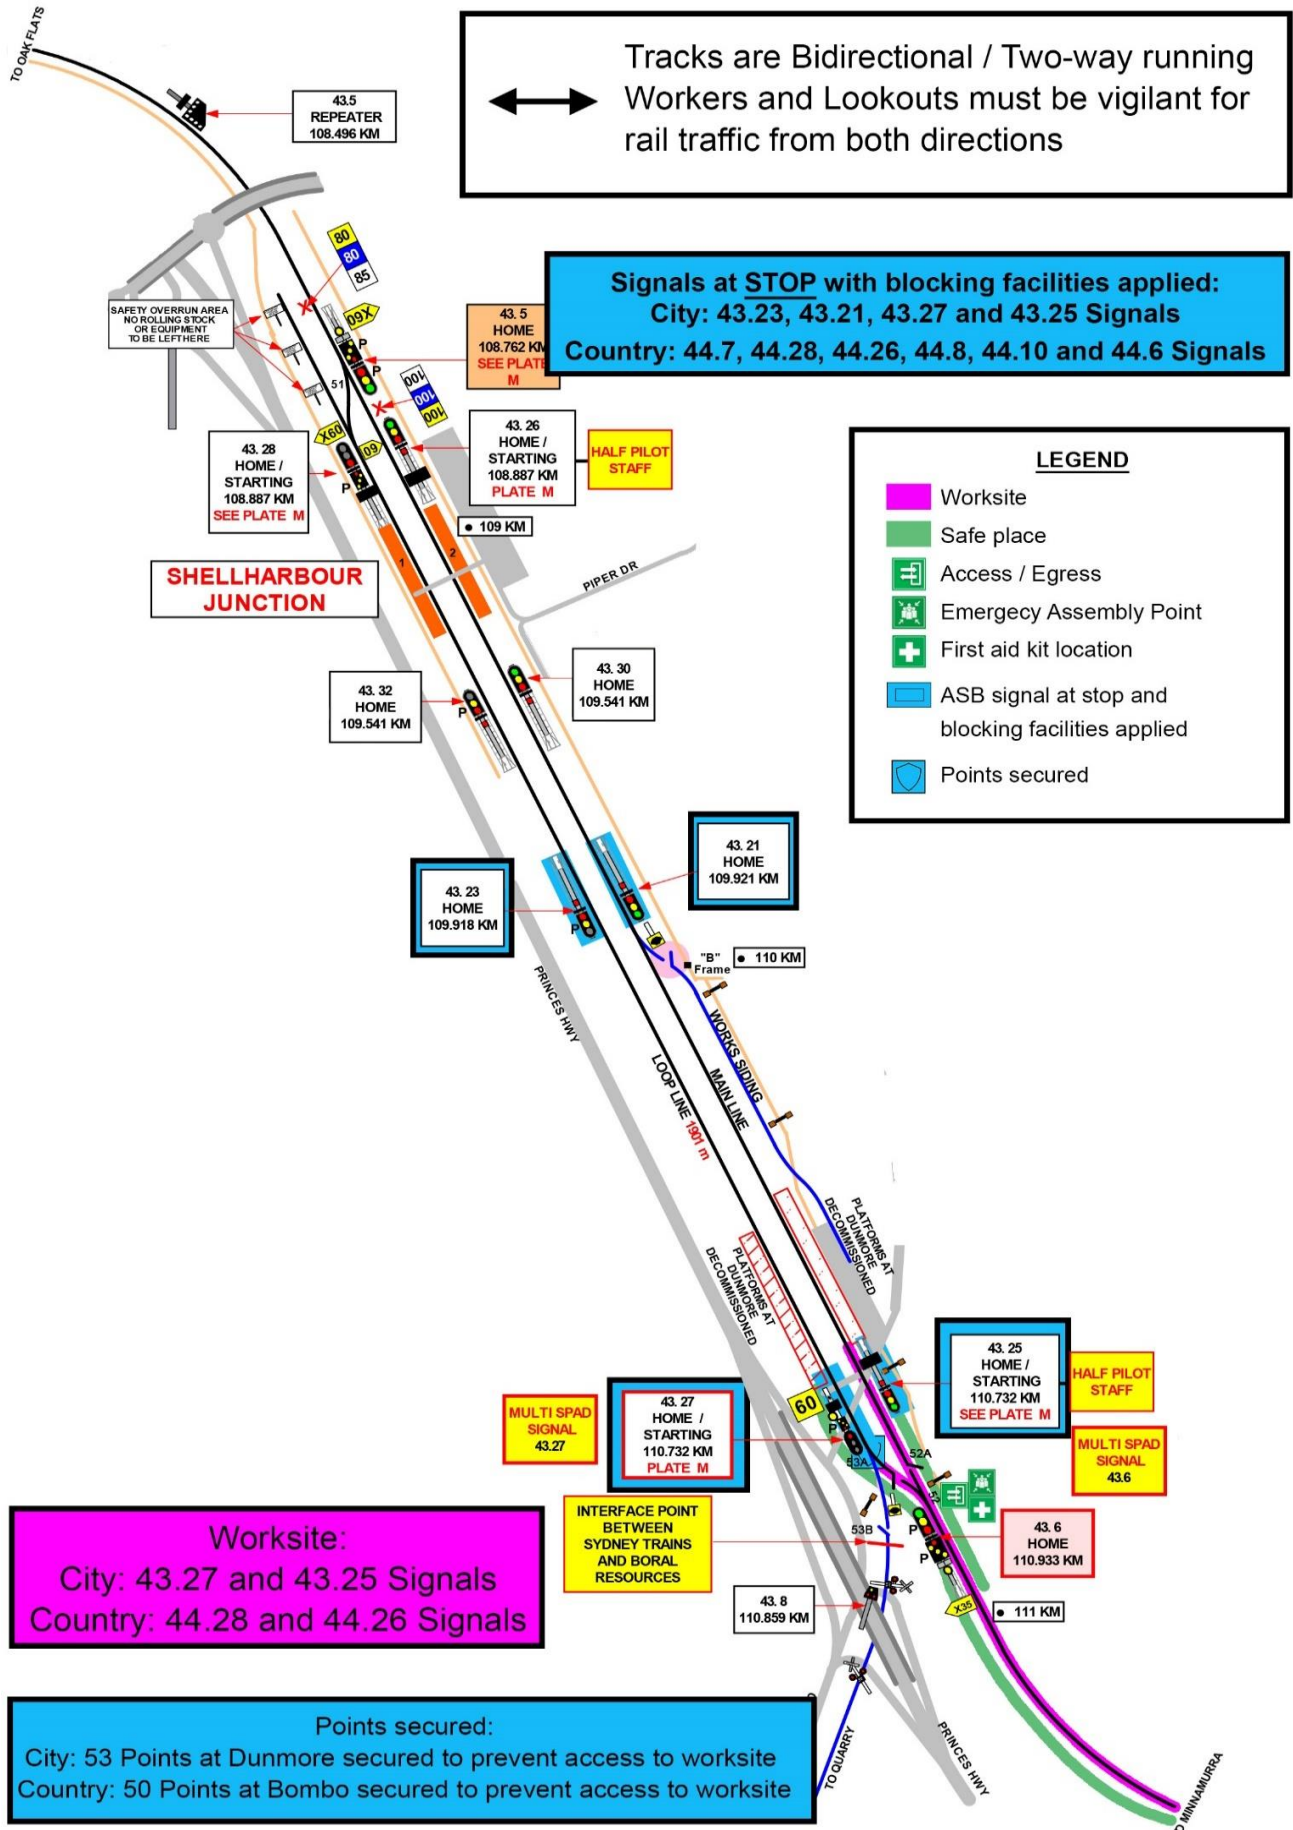 TO OAK FLATS
43.5
REPEATER
108.496 KM
Tracks are Bidirectional / Two-way running
Workers and Lookouts must be vigilant for
rail traffic from both directions
80
80
85
SAFETY OVERRUN AREA
NO ROLLING STOCK
OR EQUIPMENT
TO BE LEFTHERE
X60
P
P
51
43. 5
HOME
108.762 KM
SEE PLATE
M
Signals at STOP with blocking facilities applied:
City: 43.23, 43.21, 43.27 and 43.25 Signals
Country: 44.7, 44.28, 44.26, 44.8, 44.10 and 44.6 Signals
100
100
100
X60
60
P
43. 28
HOME /
STARTING
108.887 KM
SEE PLATE M
43. 26
HOME /
STARTING
108.887 KM
PLATE M
HALF PILOT
STAFF
109 KM
LEGEND
Worksite
Safe place
Access / Egress
Emergecy Assembly Point
First aid kit location
ASB signal at stop and
blocking facilities applied
Points secured
SHELLHARBOUR
JUNCTION
1
2
PIPER DR
43. 32
HOME
109.541 KM
P
43. 30
HOME
109.541 KM
43. 23
HOME
109.918 KM
P
43. 21
HOME
109.921 KM
"B"
Frame
110 KM
PRINCES HWY
WORKS SIDING
MAIN LINE
LOOP LINE 1901 m
PLATFORMS AT
DUNMORE
DECOMMISSIONED
PLATFORMS AT
DUNMORE
DECOMMISSIONED
43. 25
HOME /
STARTING
110.732 KM
SEE PLATE M
HALF PILOT
STAFF
MULTI SPAD
SIGNAL
43.27
43. 27
HOME /
STARTING
110.732 KM
PLATE M
60
P
53A
52A
52
MULTI SPAD
SIGNAL
43.6
INTERFACE POINT
BETWEEN
SYDNEY TRAINS
AND BORAL
RESOURCES
53B
P
P
43. 6
HOME
110.933 KM
43. 8
110.859 KM
X35
111 KM
Worksite:
City: 43.27 and 43.25 Signals
Country: 44.28 and 44.26 Signals
Points secured:
City: 53 Points at Dunmore secured to prevent access to worksite
Country: 50 Points at Bombo secured to prevent access to worksite
TO QUARRY
PRINCES HWY
MINNAMURRA